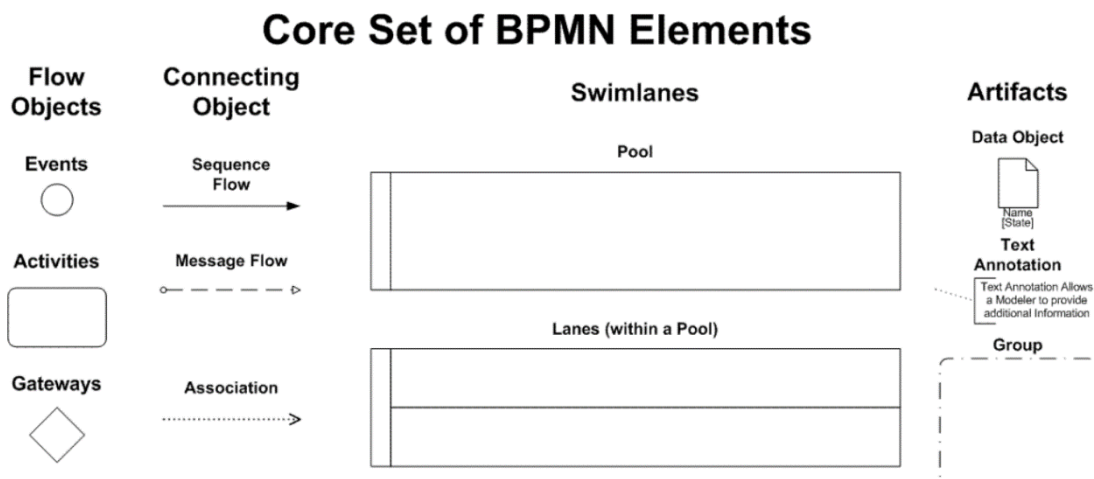 Core Set of BPMN Elements
Flow
Objects
Events
Activities
Gateways
Connecting
Object
Sequence
Flow
Message Flow
Association
Swimlanes
Pool
Lanes (within a Pool)
Artifacts
Data Object
Name
[State]
Text
Annotation
Text Annotation Allows
a Modeler to provide
additional Information
Group